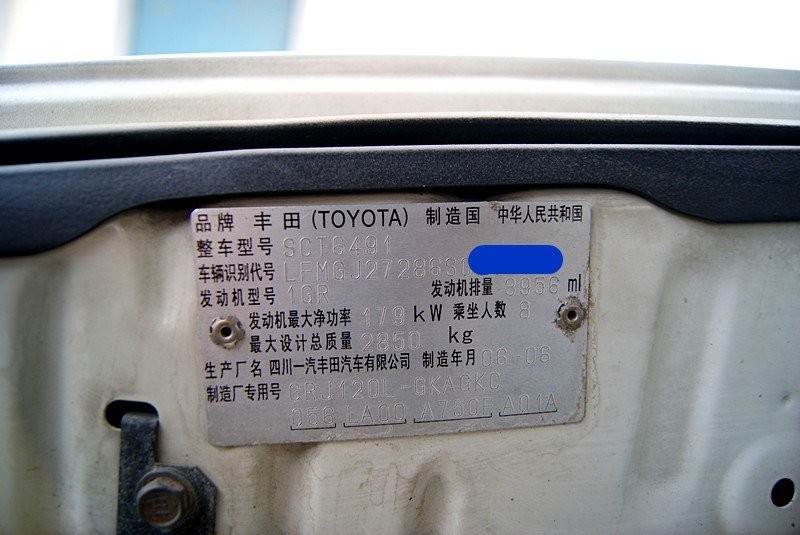 品牌 丰田(TOYOTA) 制造国 中华人民共和国
整车型号 SCT6491
车辆识别代号 LFMGJ27286S0
发动机型号 1GR 发动机排量 3956 ml
发动机最大净功率 179 kW 乘坐人数 8
最大设计总质量 2850 kg
生产厂名 四川一汽丰田汽车有限公司 制造年月 06-06
制造厂专用号 GRJ120L-GKAGKC
056 LA00 A750F A01A